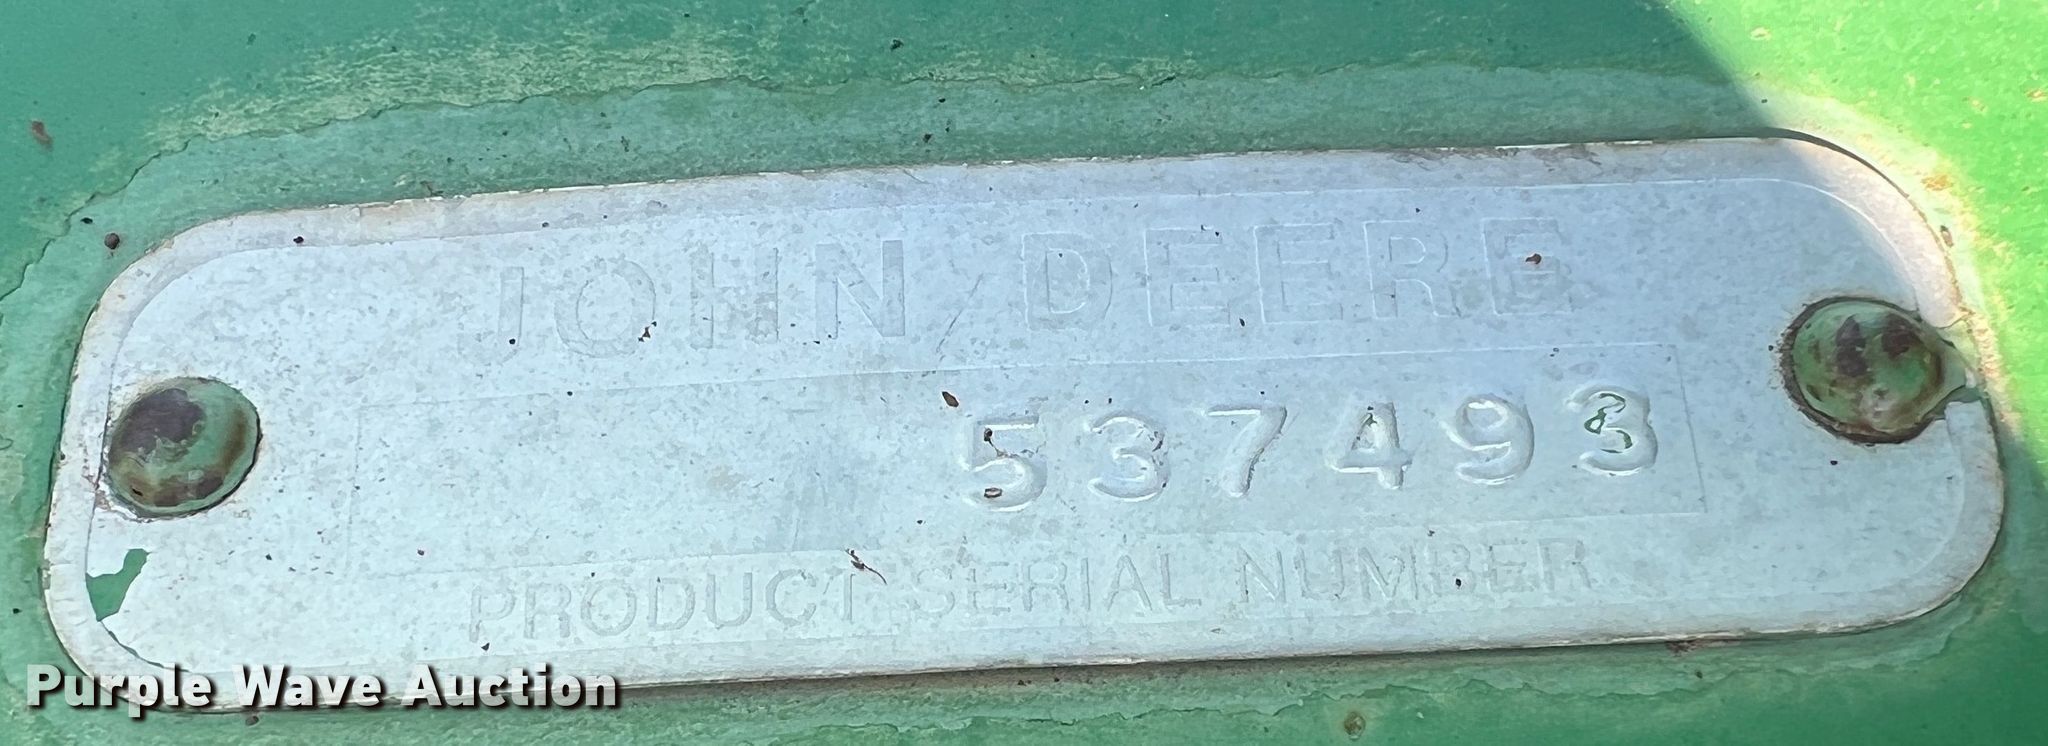 JOHN DEERE
537493
PRODUCT SERIAL NUMBER
Purple Wave Auction